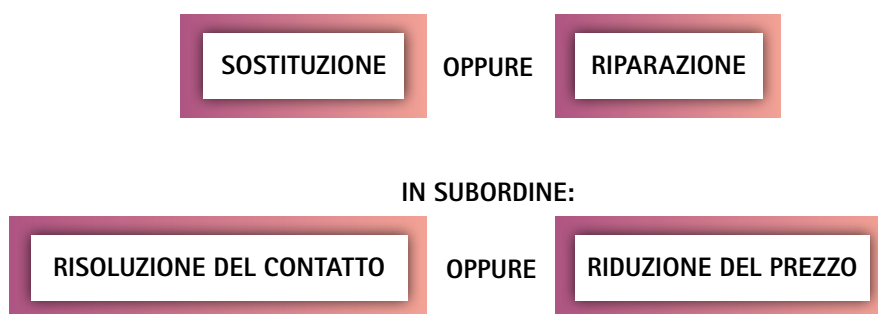 SOSTITUZIONE OPPURE RIPARAZIONE
IN SUBORDINE:
RISOLUZIONE DEL CONTATTO OPPURE RIDUZIONE DEL PREZZO